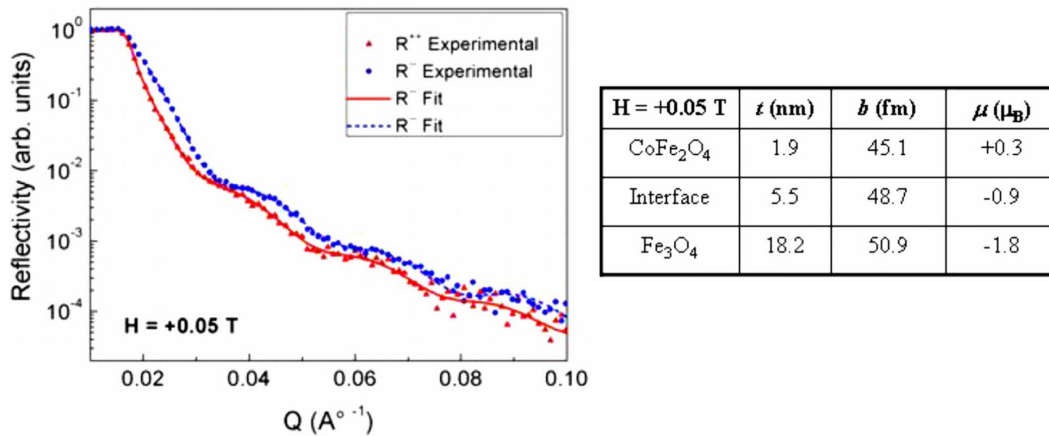 10⁰
10⁻¹
10⁻²
10⁻³
10⁻⁴
Reflectivity (arb. units)
R⁺⁺ Experimental
R⁻ Experimental
R⁻ Fit
R⁻ Fit
H = +0.05 T
0.02 0.04 0.06 0.08 0.10
Q (A° ⁻¹)
H = +0.05 T t (nm) b (fm) μ (μB)
CoFe₂O₄ 1.9 45.1 +0.3
Interface 5.5 48.7 -0.9
Fe₃O₄ 18.2 50.9 -1.8